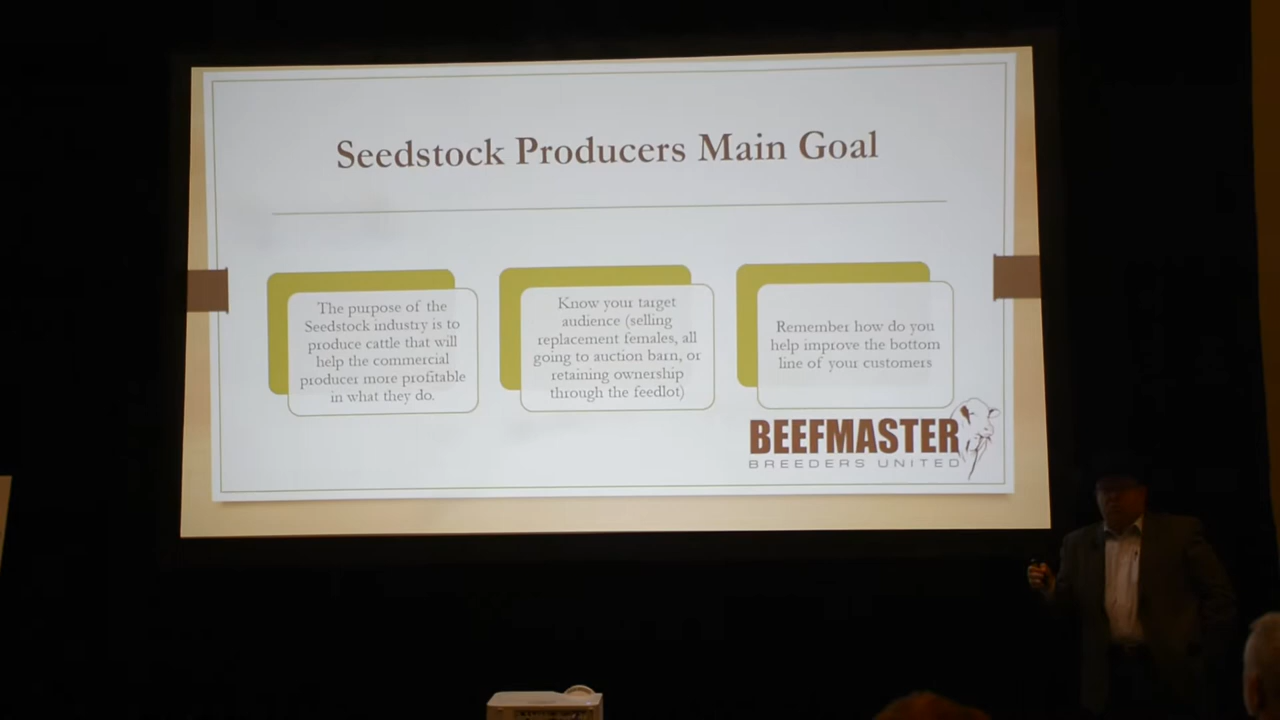 Seedstock Producers Main Goal
The purpose of the
Seedstock industry is to
produce cattle that will
help the commercial
producer more profitable
in what they do.
Know your target
audience (selling
replacement females, all
going to auction barn, or
retaining ownership
through the feedlot)
Remember how do you
help improve the bottom
line of your customers
BEEFMASTER
BREEDERS UNITED